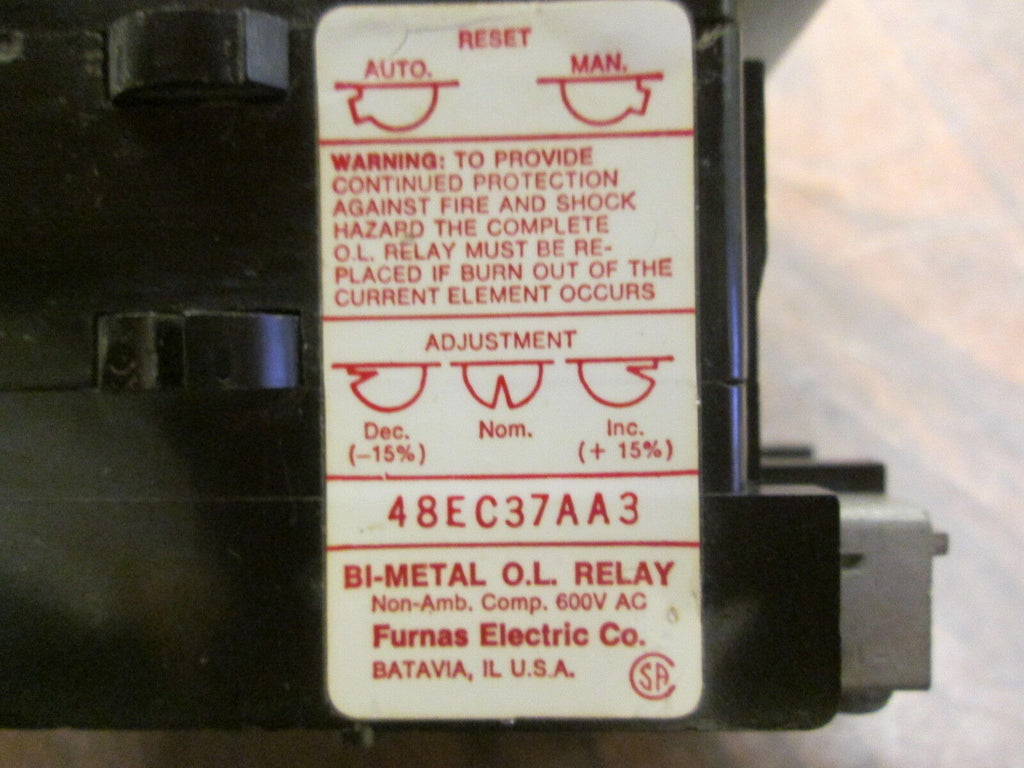 RESET
AUTO. MAN.
WARNING: TO PROVIDE
CONTINUED PROTECTION
AGAINST FIRE AND SHOCK
HAZARD THE COMPLETE
O.L. RELAY MUST BE RE-
PLACED IF BURN OUT OF THE
CURRENT ELEMENT OCCURS
ADJUSTMENT
Dec. Nom. Inc.
(–15%) (+ 15%)
48EC37AA3
BI-METAL O.L. RELAY
Non-Amb. Comp. 600V AC
Furnas Electric Co.
BATAVIA, IL U.S.A.
SA